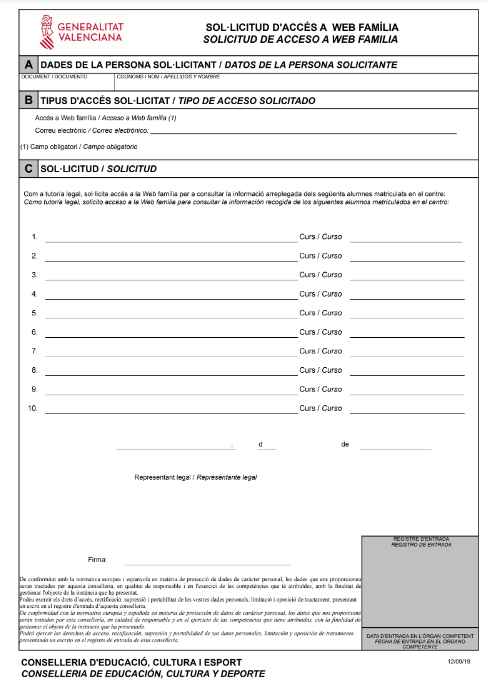 GENERALITAT
VALENCIANA
SOL·LICITUD D'ACCÉS A WEB FAMÍLIA
SOLICITUD DE ACCESO A WEB FAMILIA
A DADES DE LA PERSONA SOL·LICITANT / DATOS DE LA PERSONA SOLICITANTE
DOCUMENT / DOCUMENTO COGNOMS I NOM / APELLIDOS Y NOMBRE
B TIPUS D'ACCÉS SOL·LICITAT / TIPO DE ACCESO SOLICITADO
Accés a Web família / Acceso a Web familia (1)
Correu electrònic / Correo electrónico:
(1) Camp obligatori / Campo obligatorio
C SOL·LICITUD / SOLICITUD
Com a tutor/a legal, sol·licite accés a la Web família per a consultar la informació arreplegada dels següents alumnes matriculats en el centre:
Como tutor/a legal, solicito acceso a la Web familia para consultar la información recogida de los siguientes alumnos matriculados en el centro:
1. Curs / Curso
2. Curs / Curso
3. Curs / Curso
4. Curs / Curso
5. Curs / Curso
6. Curs / Curso
7. Curs / Curso
8. Curs / Curso
9. Curs / Curso
10. Curs / Curso
, d de
Representant legal / Representante legal
REGISTRE D'ENTRADA
REGISTRO DE ENTRADA
Firma:
De conformitat amb la normativa europea i espanyola en matèria de protecció de dades de caràcter personal, les dades que ens proporcione
seran tractades per aquesta conselleria, en qualitat de responsable i en l'exercici de les competències que té atribuïdes, amb la finalitat de
gestionar l'objecte de la instància que ha presentat.
Podeu exercir els drets d'accés, rectificació, supressió i portabilitat de les vostres dades personals, limitació i oposició de tractament, presentant
un escrit en el registre d'entrada d'aquesta conselleria.
De conformidad con la normativa europea y española en materia de protección de datos de carácter personal, los datos que nos proporcione
serán tratados por esta conselleria, en calidad de responsable y en el ejercicio de las competencias que tiene atribuidas, con la finalidad de
gestionar el objeto de la instancia que ha presentado.
Podrá ejercer los derechos de acceso, rectificación, supresión y portabilidad de sus datos personales, limitación y oposición de tratamiento
presentando un escrito en el registro de entrada de esta conselleria.
DATA D'ENTRADA EN L'ÒRGAN COMPETENT
FECHA DE ENTRADA EN EL ÓRGANO
COMPETENTE
CONSELLERIA D'EDUCACIÓ, CULTURA I ESPORT
CONSELLERIA DE EDUCACIÓN, CULTURA Y DEPORTE
12/09/19